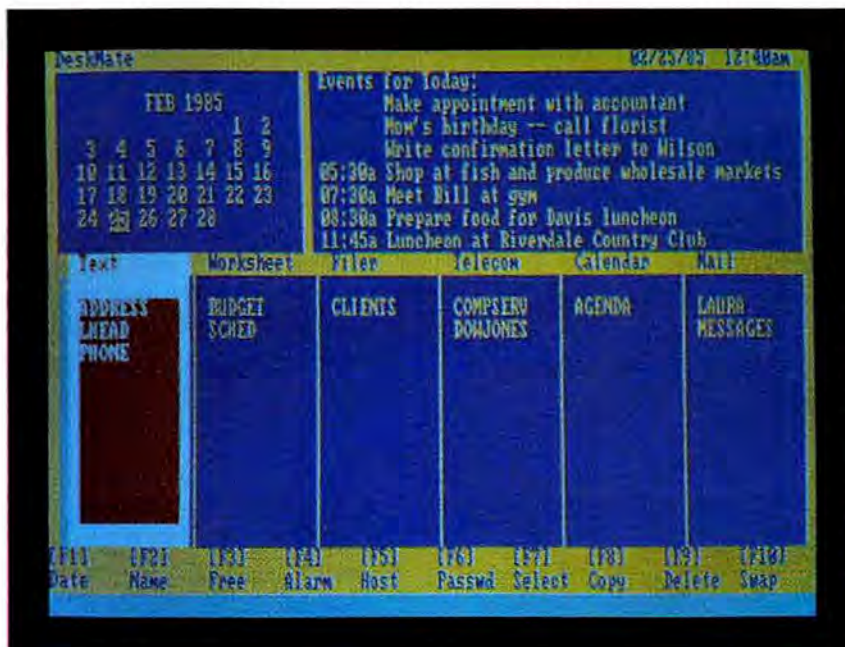 DeskMate 02/25/85 12:40am
FEB 1985
1 2
3 4 5 6 7 8 9
10 11 12 13 14 15 16
17 18 19 20 21 22 23
24 25 26 27 28
Events for Today:
Make appointment with accountant
Mom's birthday -- call florist
Write confirmation letter to Wilson
05:30a Shop at fish and produce wholesale markets
07:30a Meet Bill at gym
08:30a Prepare food for Davis luncheon
11:45a Luncheon at Riverdale Country Club
Text Worksheet Filer Telecom Calendar Mail
ADDRESS BUDGET CLIENTS COMPSERV AGENDA LAURA
LHEAD SCHED DOWJONES MESSAGES
PHONE
[F1] [F2] [F3] [F4] [F5] [F6] [F7] [F8] [F9] [F10]
Date Name Free Alarm Host Passwd Select Copy Delete Swap